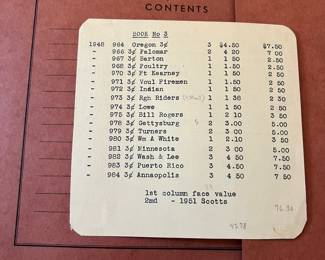 CONTENTS
BOOK No 3
1948 964 Oregon 3¢ 3 $4.50 $7.50
" 966 3¢ Palomar 2 4 20 7 00
" 967 3¢ Barton 1 1 50 2.50
" 968 3¢ Poultry 1 1 50 2.50
" 970 3¢ Ft Kearney 1 1 50 2.50
" 971 3¢ Voul Firemen 1 1 50 2.50
" 972 3¢ Indian 1 1 50 2.50
" 973 3¢ Rgh Riders 1 1 38 2 30
" 974 3¢ Lowe 1 1 50 2.50
" 975 3¢ Bill Rogers 1 2 10 3.50
" 978 3¢ Gettysburg 2 3 00 5.00
" 979 3¢ Turners 2 3.00 5.00
" 980 3¢ Wm A White 1 2.10 3.50
" 981 3¢ Minnesota 2 3.00 5.00
" 982 3¢ Wash & Lee 3 4 50 7 50
" 983 3¢ Puerto Rico 3 4.50 7 50
" 984 3¢ Annapolis 3 4 50 7 50
1st column face value
2nd - 1951 Scotts